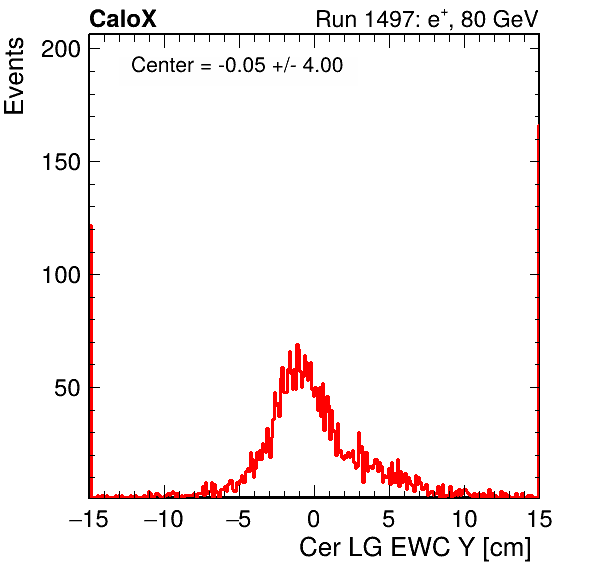 CaloX Run 1497: e⁺, 80 GeV
Center = -0.05 +/- 4.00
Events
200
150
100
50
−15 −10 −5 0 5 10 15
Cer LG EWC Y [cm]